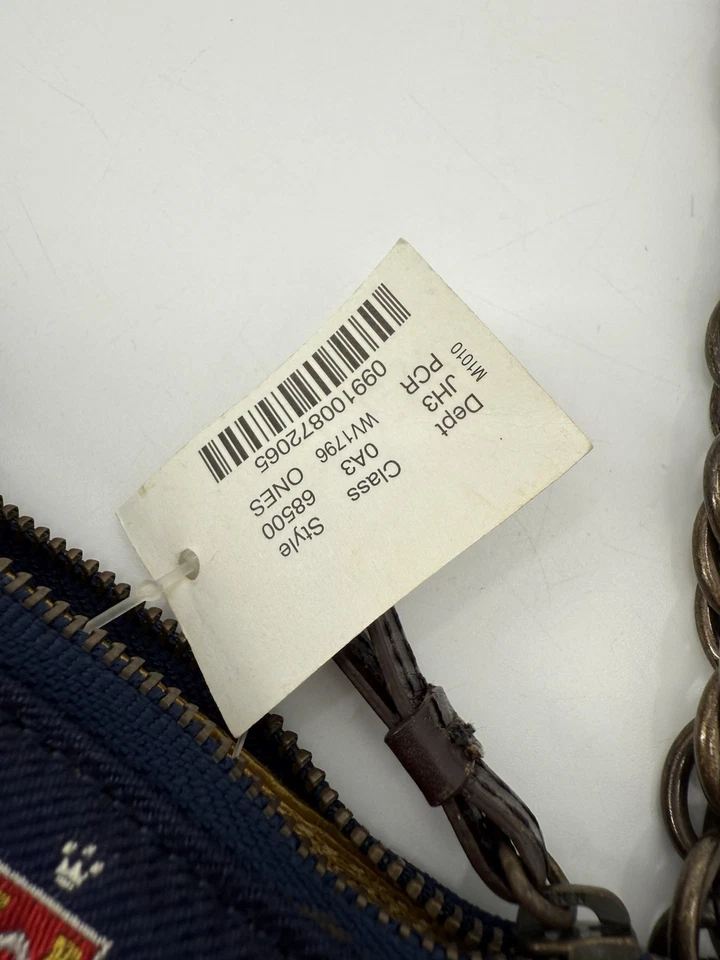 Dept Class Style
M1010 JH3 0A3 68500
PCR WV1796 ONES
099100872065